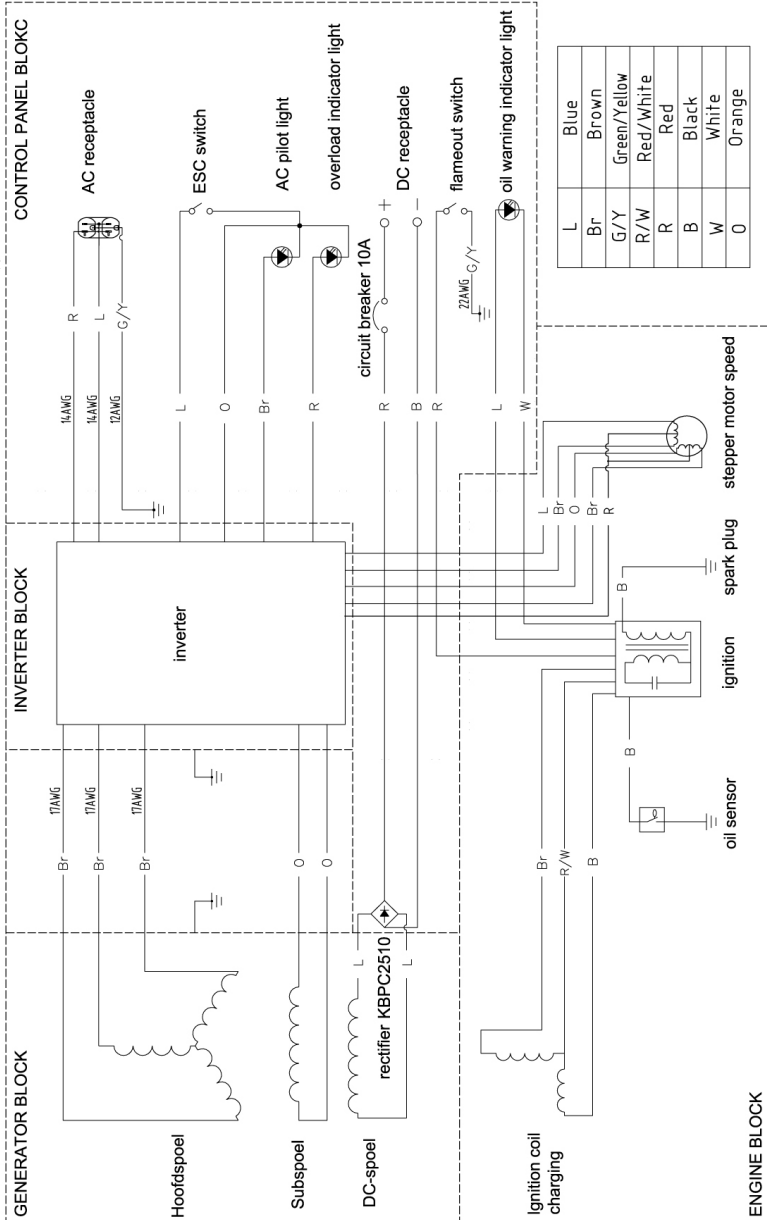 GENERATOR BLOCK
INVERTER BLOCK
CONTROL PANEL BLOKC
Br
17AWG
Br
17AWG
Br
17AWG
Hoofdspoel
O
O
Subspoel
L
L
DC-spoel
rectifier KBPC2510
inverter
14AWG
R
14AWG
L
12AWG
G/Y
AC receptacle
L
ESC switch
O
Br
AC pilot light
R
overload indicator light
circuit breaker 10A
R
+
B
−
DC receptacle
R
flameout switch
22AWG
G/Y
L
W
oil warning indicator light
Br
R/W
B
Ignition coil
charging
B
oil sensor
ignition
B
spark plug
L
Br
O
Br
R
stepper motor speed
L Blue
Br Brown
G/Y Green/Yellow
R/W Red/White
R Red
B Black
W White
O Orange
ENGINE BLOCK